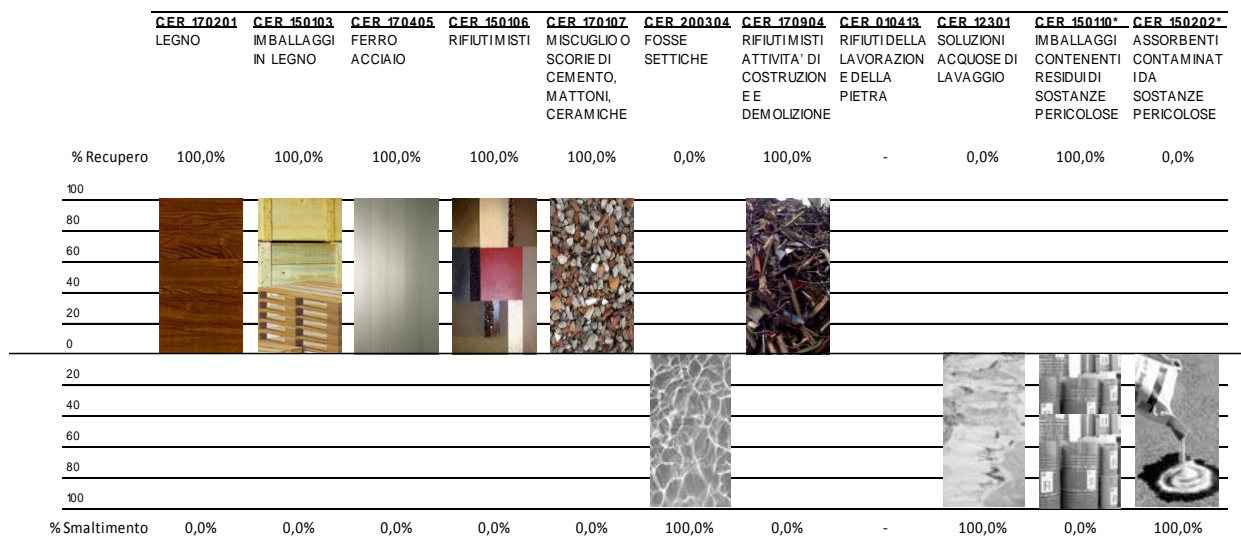 CER 170201 CER 150103 CER 170405 CER 150106 CER 170107 CER 200304 CER 170904 CER 010413 CER 12301 CER 150110* CER 150202*
LEGNO IMBALLAGGI FERRO RIFIUTI MISTI MISCUGLIO O FOSSE RIFIUTI MISTI RIFIUTI DELLA SOLUZIONI IMBALLAGGI ASSORBENTI
IN LEGNO ACCIAIO SCORIE DI SETTICHE ATTIVITA' DI LAVORAZION ACQUOSE DI CONTENENTI CONTAMINAT
CEMENTO, COSTRUZION E DELLA LAVAGGIO RESIDUI DI I DA
MATTONI, E E PIETRA SOSTANZE SOSTANZE
CERAMICHE DEMOLIZIONE PERICOLOSE PERICOLOSE
% Recupero 100,0% 100,0% 100,0% 100,0% 100,0% 0,0% 100,0% - 0,0% 100,0% 0,0%
100
80
60
40
20
0
20
40
60
80
100
% Smaltimento 0,0% 0,0% 0,0% 0,0% 0,0% 100,0% 0,0% - 100,0% 0,0% 100,0%